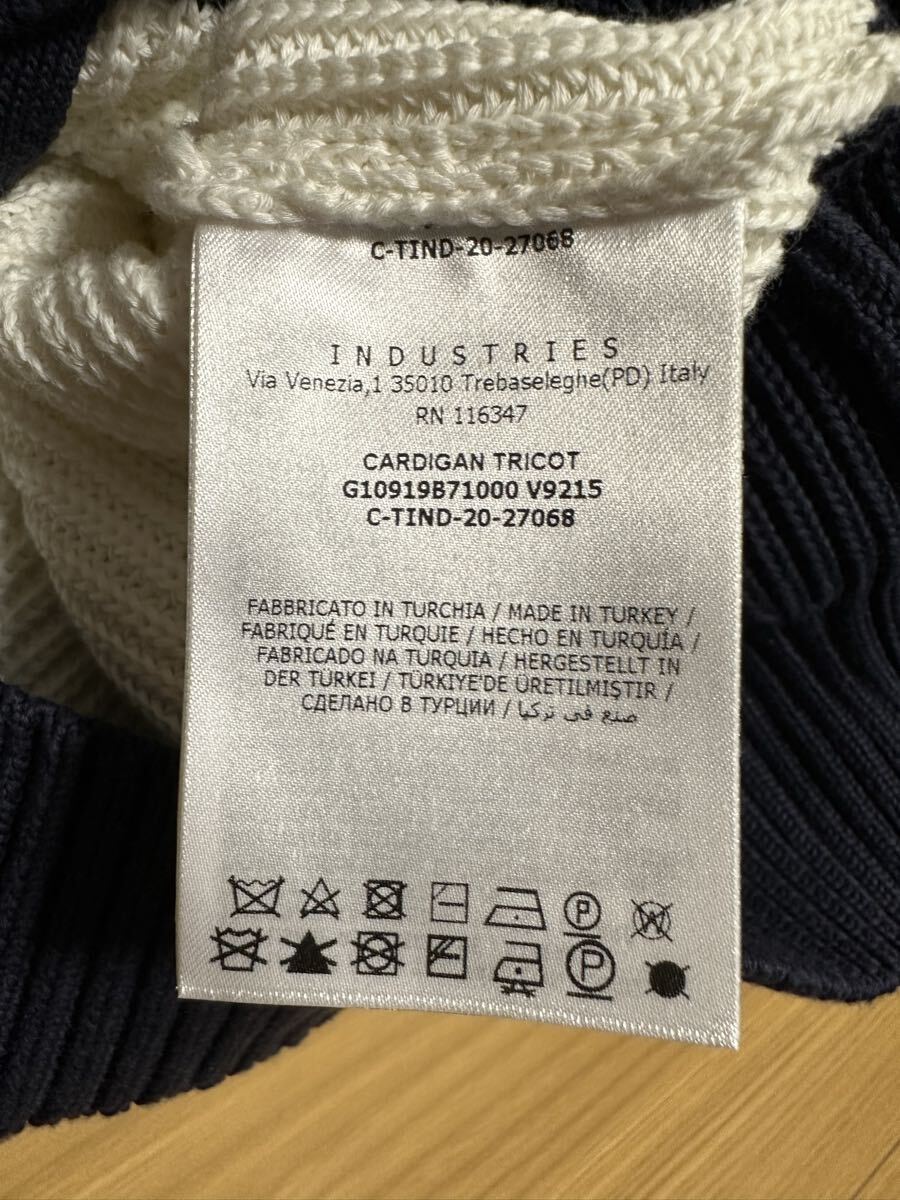 C-TIND-20-27068
INDUSTRIES
Via Venezia,1 35010 Trebaseleghe(PD) Italy
RN 116347
CARDIGAN TRICOT
G10919B71000 V9215
C-TIND-20-27068
FABBRICATO IN TURCHIA / MADE IN TURKEY /
FABRIQUÉ EN TURQUIE / HECHO EN TURQUÍA /
FABRICADO NA TURQUIA / HERGESTELLT IN
DER TÜRKEI / TÜRKIYE'DE ÜRETILMIŞTIR /
СДЕЛАНО В ТУРЦИИ / صنع في تركيا
P
W
P